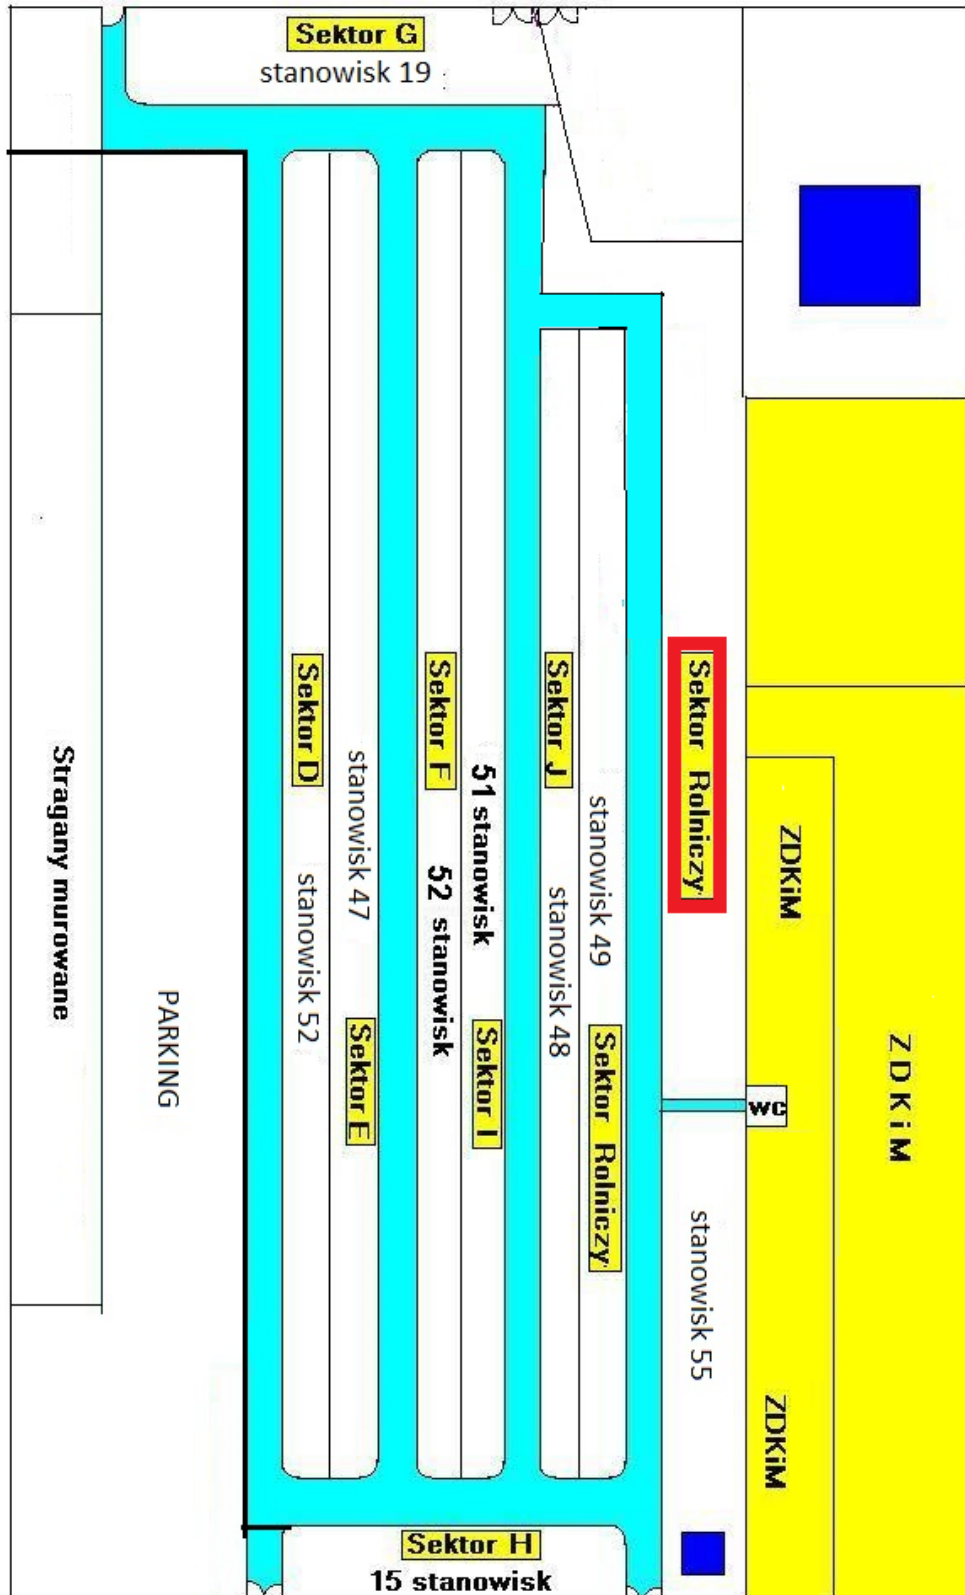 Sektor G
stanowisk 19
Sektor D
stanowisk 52
stanowisk 47
Sektor E
Sektor F
52 stanowisk
51 stanowisk
Sektor I
Sektor J
stanowisk 48
stanowisk 49
Sektor Rolniczy
Sektor Rolniczy
stanowisk 55
Stragany murowane
PARKING
ZDKiM
ZDKiM
ZDKiM
wc
Sektor H
15 stanowisk